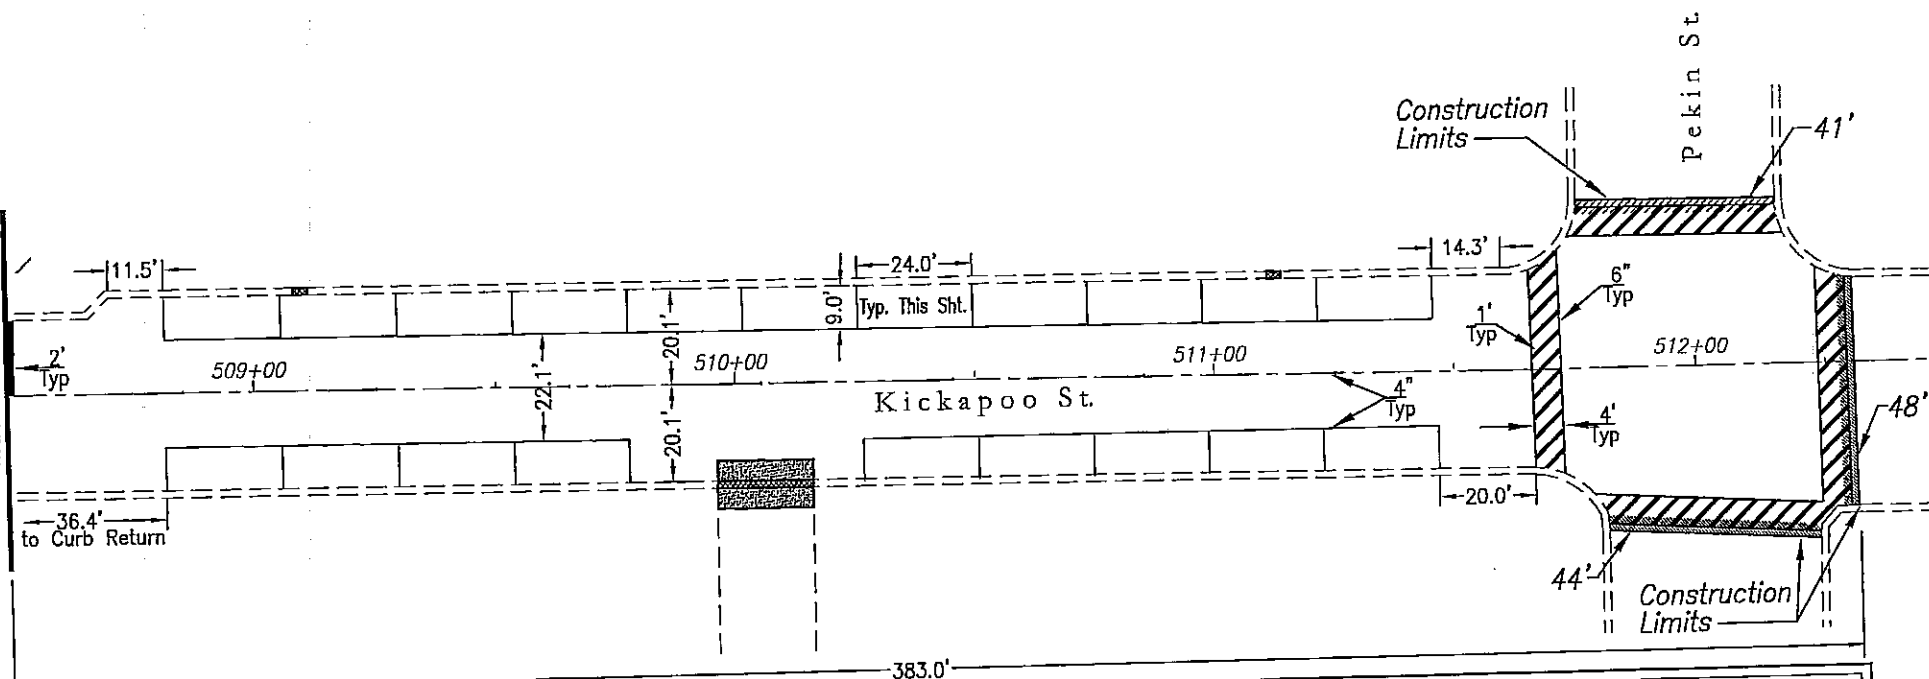 Pekin St.
Construction
Limits
41'
11.5'
24.0'
14.3'
Typ. This Sht.
9.0'
20.1'
6"
Typ
1'
Typ
2'
Typ
509+00
510+00
511+00
512+00
22.1'
Kickapoo St.
4"
Typ
20.1'
4'
Typ
48'
36.4'
to Curb Return
20.0'
44'
Construction
Limits
383.0'